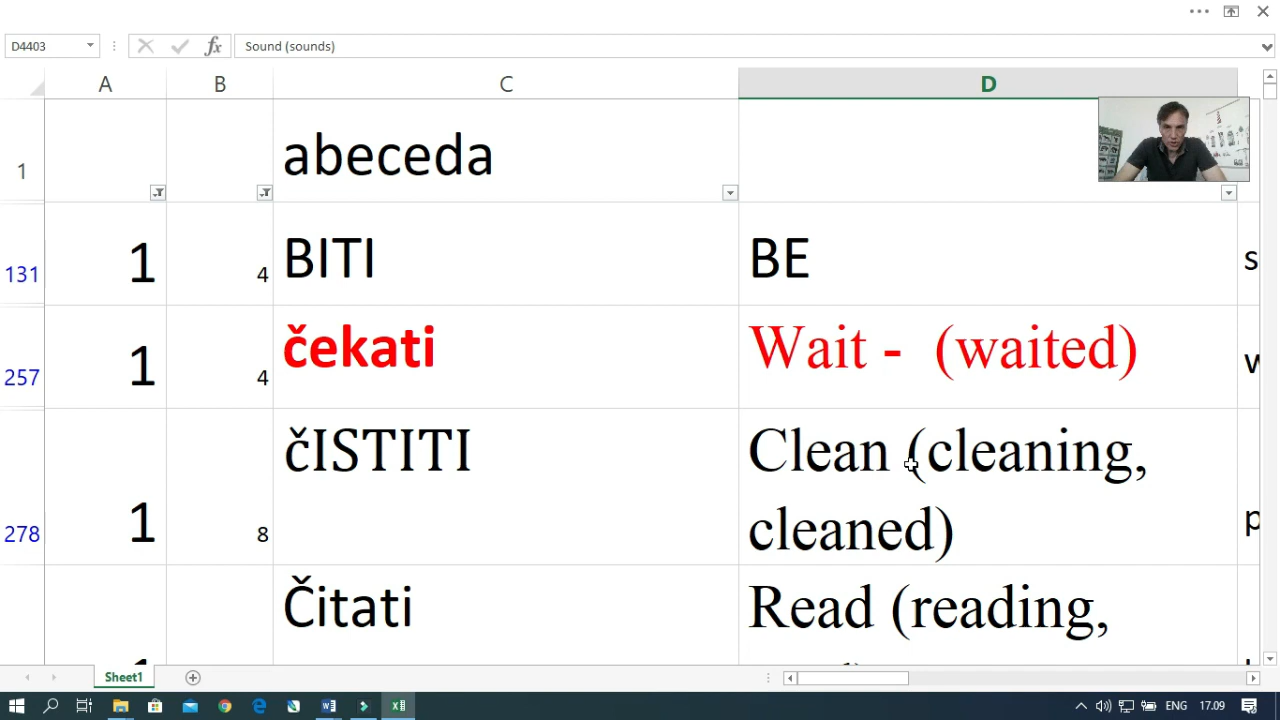 D4403 fx Sound (sounds)
A B C D
1 abeceda
131 1 4 BITI BE s
257 1 4 čekati Wait - (waited)
278 1 8 čISTITI Clean (cleaning,
cleaned) p
Čitati Read (reading,
Sheet1
ENG 17.09